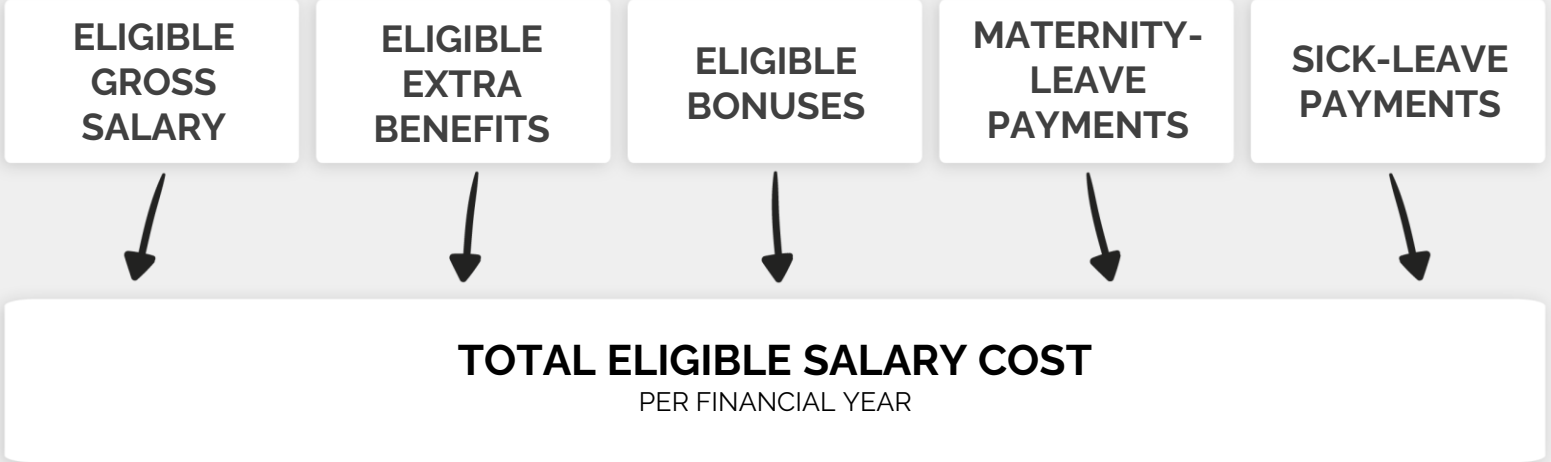 ELIGIBLE
GROSS
SALARY
ELIGIBLE
EXTRA
BENEFITS
ELIGIBLE
BONUSES
MATERNITY-
LEAVE
PAYMENTS
SICK-LEAVE
PAYMENTS
TOTAL ELIGIBLE SALARY COST
PER FINANCIAL YEAR